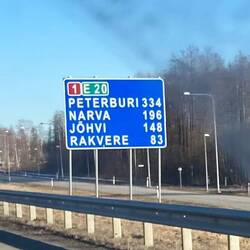 1 E 20
PETERBURI 334
NARVA 196
JÕHVI 148
RAKVERE 83